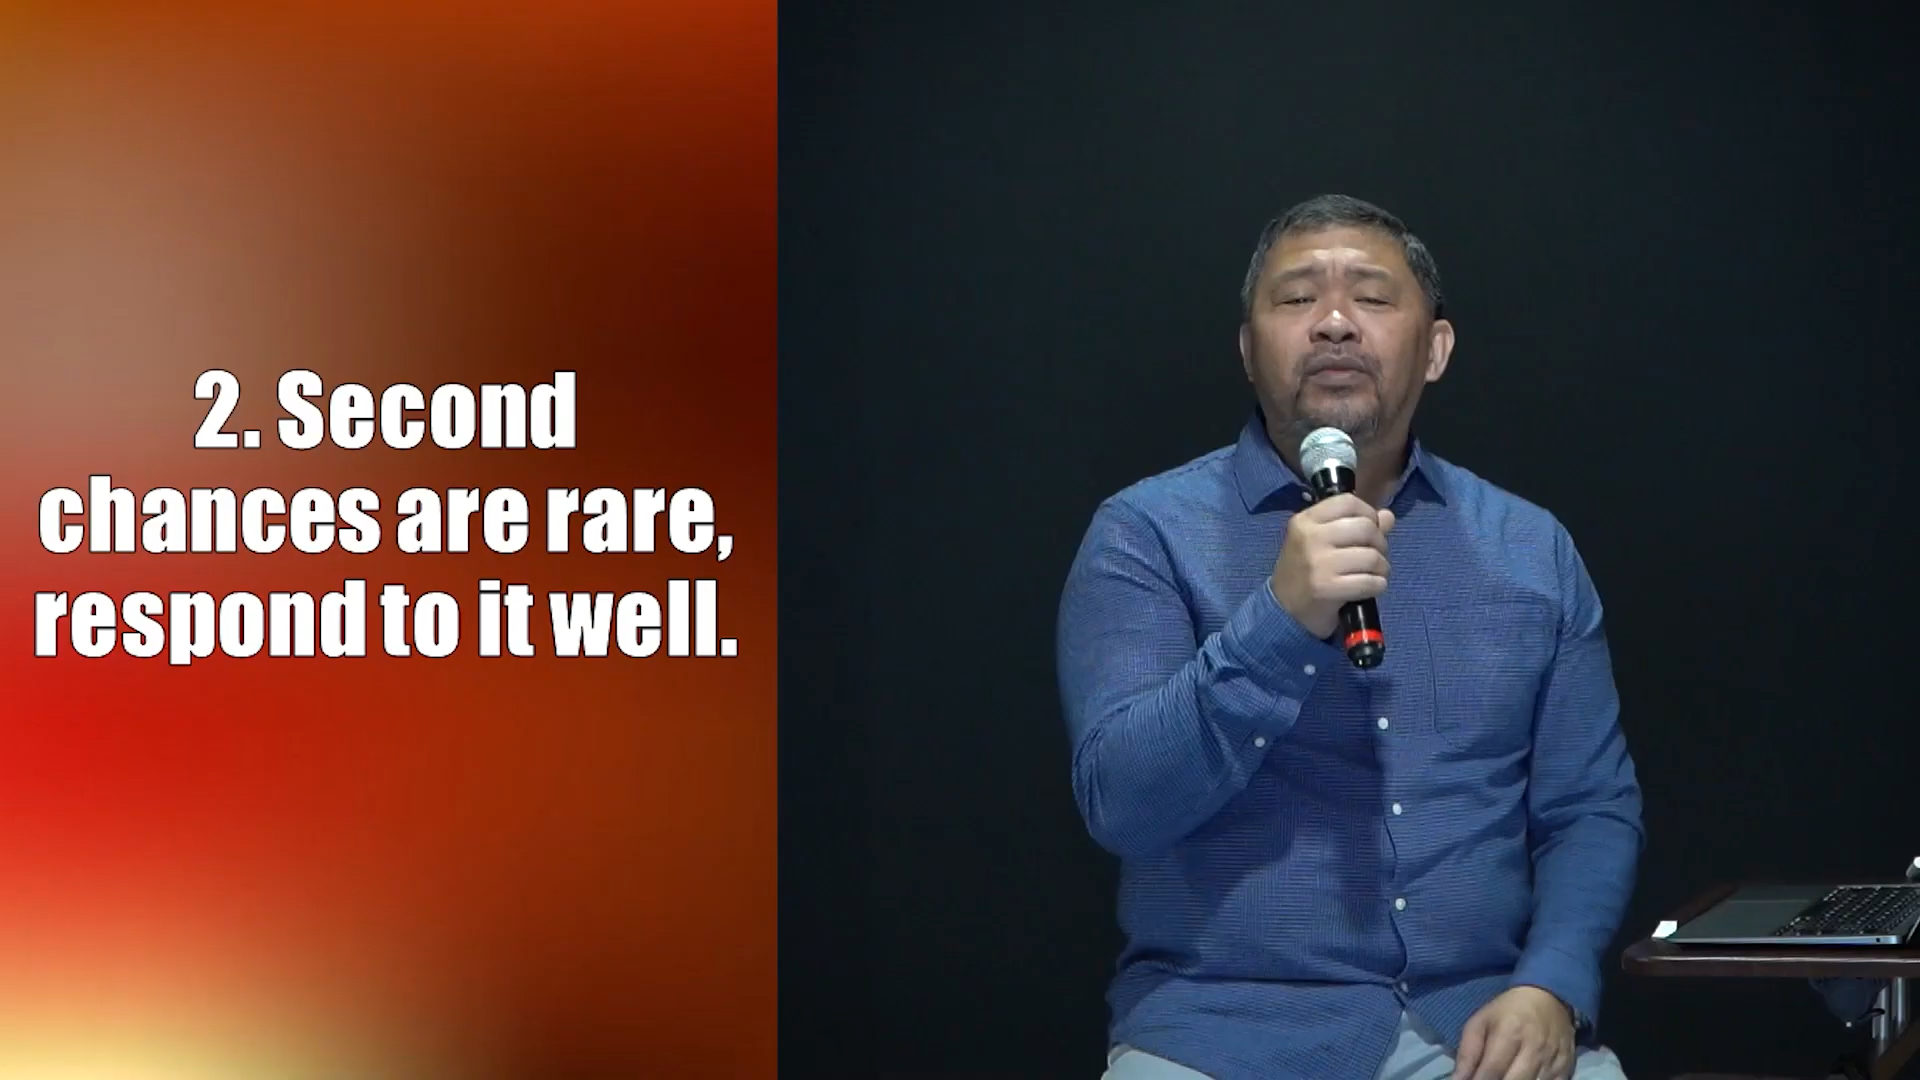 2. Second
chances are rare,
respond to it well.